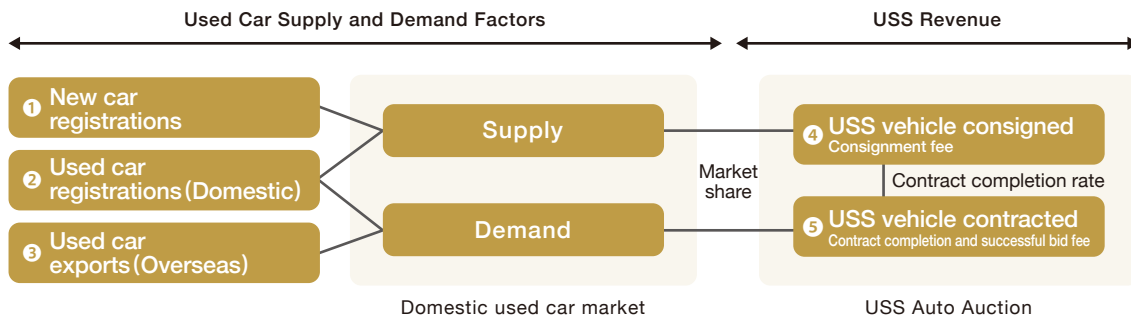 Used Car Supply and Demand Factors
USS Revenue
❶ New car
registrations
❷ Used car
registrations(Domestic)
❸ Used car
exports(Overseas)
Supply
Demand
Domestic used car market
Market
share
❹ USS vehicle consigned
Consignment fee
Contract completion rate
❺ USS vehicle contracted
Contract completion and successful bid fee
USS Auto Auction